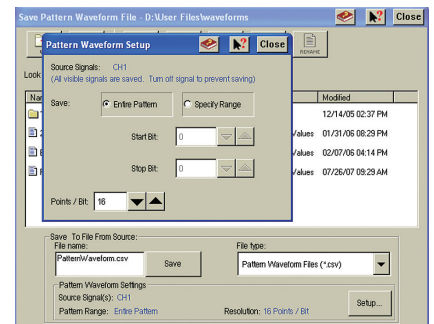 Save Pattern Waveform File - D:\User Files\waveforms
Close
Pattern Waveform Setup
Close
RENAME
Look
Source Signals: CH1
(All visible signals are saved. Turn off signal to prevent saving)
Save:
Entire Pattern
Specify Range
Start Bit: 0
Stop Bit: 0
Points / Bit: 16
Modified
12/14/05 02:37 PM
Values 01/31/06 08:29 PM
Values 02/07/06 04:14 PM
Values 07/26/07 09:29 AM
Save To File From Source:
File name:
File type:
PatternWaveform.csv
Save
Pattern Waveform Files (*.csv)
Pattern Waveform Settings
Source Signal(s): CH1
Pattern Range: Entire Pattern
Resolution: 16 Points / Bit
Setup...